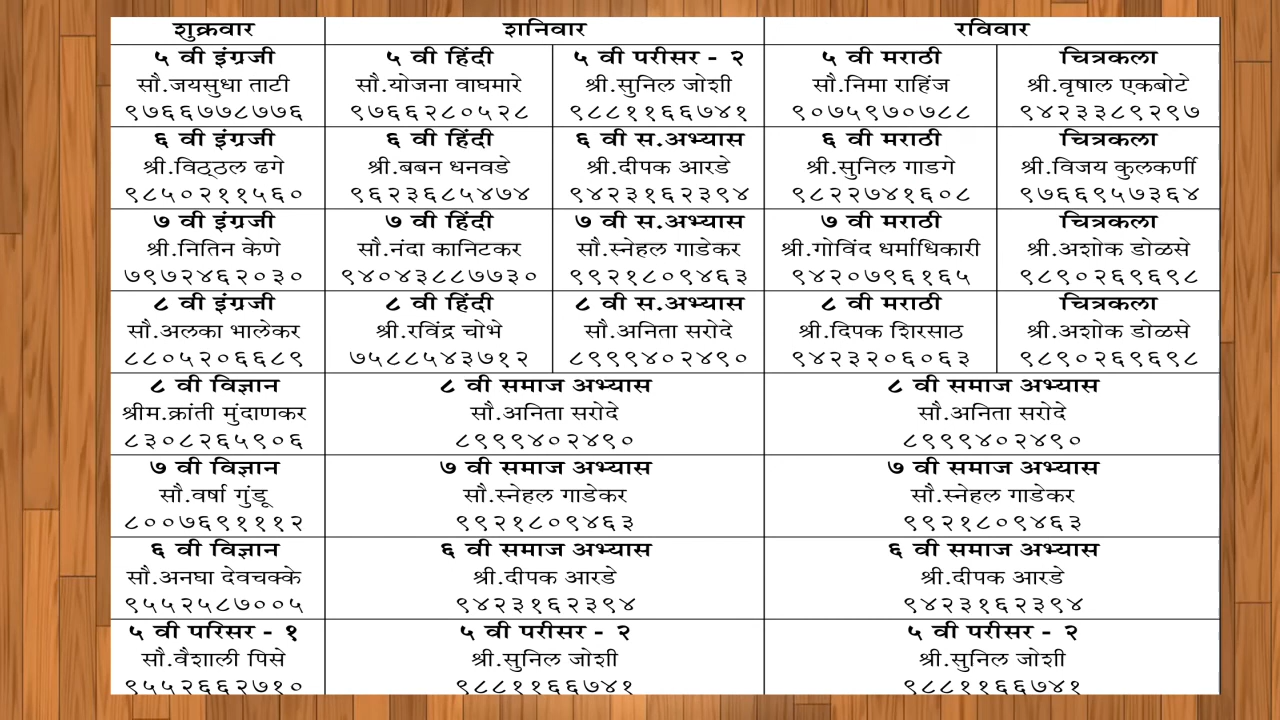 शुक्रवार शनिवार रविवार
५ वी इंग्रजी ५ वी हिंदी ५ वी परीसर - २ ५ वी मराठी चित्रकला
सौ.जयसुधा ताटी सौ.योजना वाघमारे श्री.सुनिल जोशी सौ.निमा राहिंज श्री.वृषाल एकबोटे
९७६६७७८७७६ ९७६६२८०५२८ ९८८११६६७४१ ९०७५९७०७८८ ९४२३३८९२९७
६ वी इंग्रजी ६ वी हिंदी ६ वी स.अभ्यास ६ वी मराठी चित्रकला
श्री.विठ्ठल ढगे श्री.बबन धनवडे श्री.दीपक आरडे श्री.सुनिल गाडगे श्री.विजय कुलकर्णी
९८५०२११५६० ९६२३६८५४७४ ९४२३१६२३९४ ९८२२७४१६०८ ९७६६९५७३६४
७ वी इंग्रजी ७ वी हिंदी ७ वी स.अभ्यास ७ वी मराठी चित्रकला
श्री.नितिन केणे सौ.नंदा कानिटकर सौ.स्नेहल गाडेकर श्री.गोविंद धर्माधिकारी श्री.अशोक डोळसे
७९७२४६२०३० ९४०४३८८७७३० ९९२१८०९४६३ ९४२०७९६१६५ ९८९०२६९६९८
८ वी इंग्रजी ८ वी हिंदी ८ वी स.अभ्यास ८ वी मराठी चित्रकला
सौ.अलका भालेकर श्री.रविंद्र चोभे सौ.अनिता सरोदे श्री.दिपक शिरसाठ श्री.अशोक डोळसे
८८०५२०६६८९ ७५८८५४३७१२ ८९९९४०२४९० ९४२३२०६०६३ ९८९०२६९६९८
८ वी विज्ञान ८ वी समाज अभ्यास ८ वी समाज अभ्यास
श्रीम.क्रांती मुंदाणकर सौ.अनिता सरोदे सौ.अनिता सरोदे
८३०८२६५९०६ ८९९९४०२४९० ८९९९४०२४९०
७ वी विज्ञान ७ वी समाज अभ्यास ७ वी समाज अभ्यास
सौ.वर्षा गुंडू सौ.स्नेहल गाडेकर सौ.स्नेहल गाडेकर
८००७६९१११२ ९९२१८०९४६३ ९९२१८०९४६३
६ वी विज्ञान ६ वी समाज अभ्यास ६ वी समाज अभ्यास
सौ.अनघा देवचक्के श्री.दीपक आरडे श्री.दीपक आरडे
९५५२५८७००५ ९४२३१६२३९४ ९४२३१६२३९४
५ वी परिसर - १ ५ वी परीसर - २ ५ वी परीसर - २
सौ.वैशाली पिसे श्री.सुनिल जोशी श्री.सुनिल जोशी
९५५२६६२७१० ९८८११६६७४१ ९८८११६६७४१